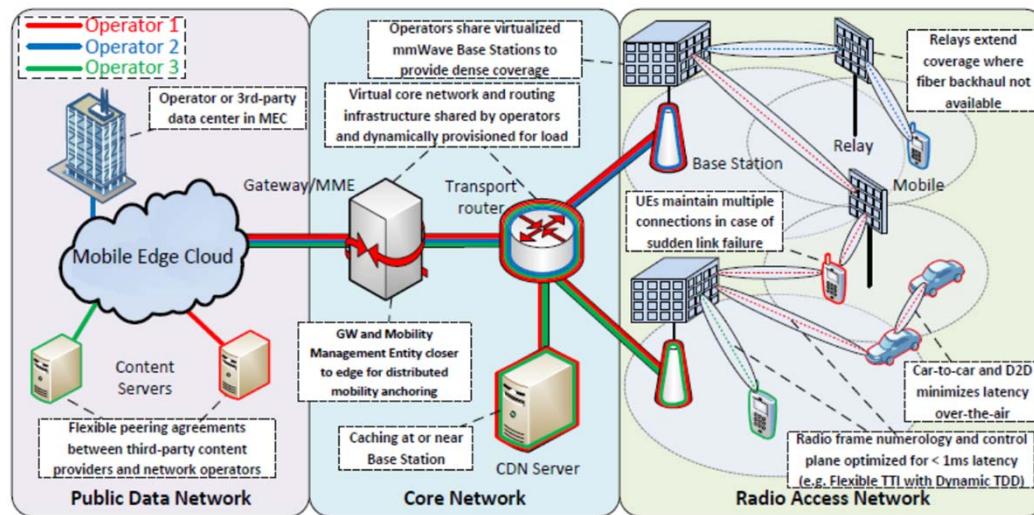 Operator 1
Operator 2
Operator 3
Operator or 3rd-party
data center in MEC
Mobile Edge Cloud
Content
Servers
Flexible peering agreements
between third-party content
providers and network operators
Public Data Network
Operators share virtualized
mmWave Base Stations to
provide dense coverage
Virtual core network and routing
infrastructure shared by operators
and dynamically provisioned for load
Gateway/MME
Transport
router
GW and Mobility
Management Entity closer
to edge for distributed
mobility anchoring
Caching at or near
Base Station
CDN Server
Core Network
Relays extend
coverage where
fiber backhaul not
available
Base Station
Relay
Mobile
UEs maintain multiple
connections in case of
sudden link failure
Car-to-car and D2D
minimizes latency
over-the-air
Radio frame numerology and control
plane optimized for < 1ms latency
(e.g. Flexible TTI with Dynamic TDD)
Radio Access Network